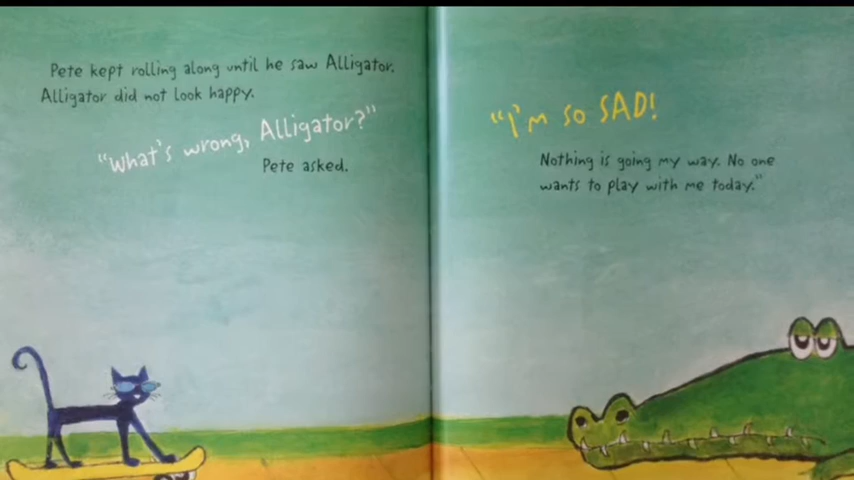 Pete kept rolling along until he saw Alligator.
Alligator did not look happy.
"What's wrong, Alligator?"
Pete asked.
"I'm so SAD!
Nothing is going my way. No one
wants to play with me today."